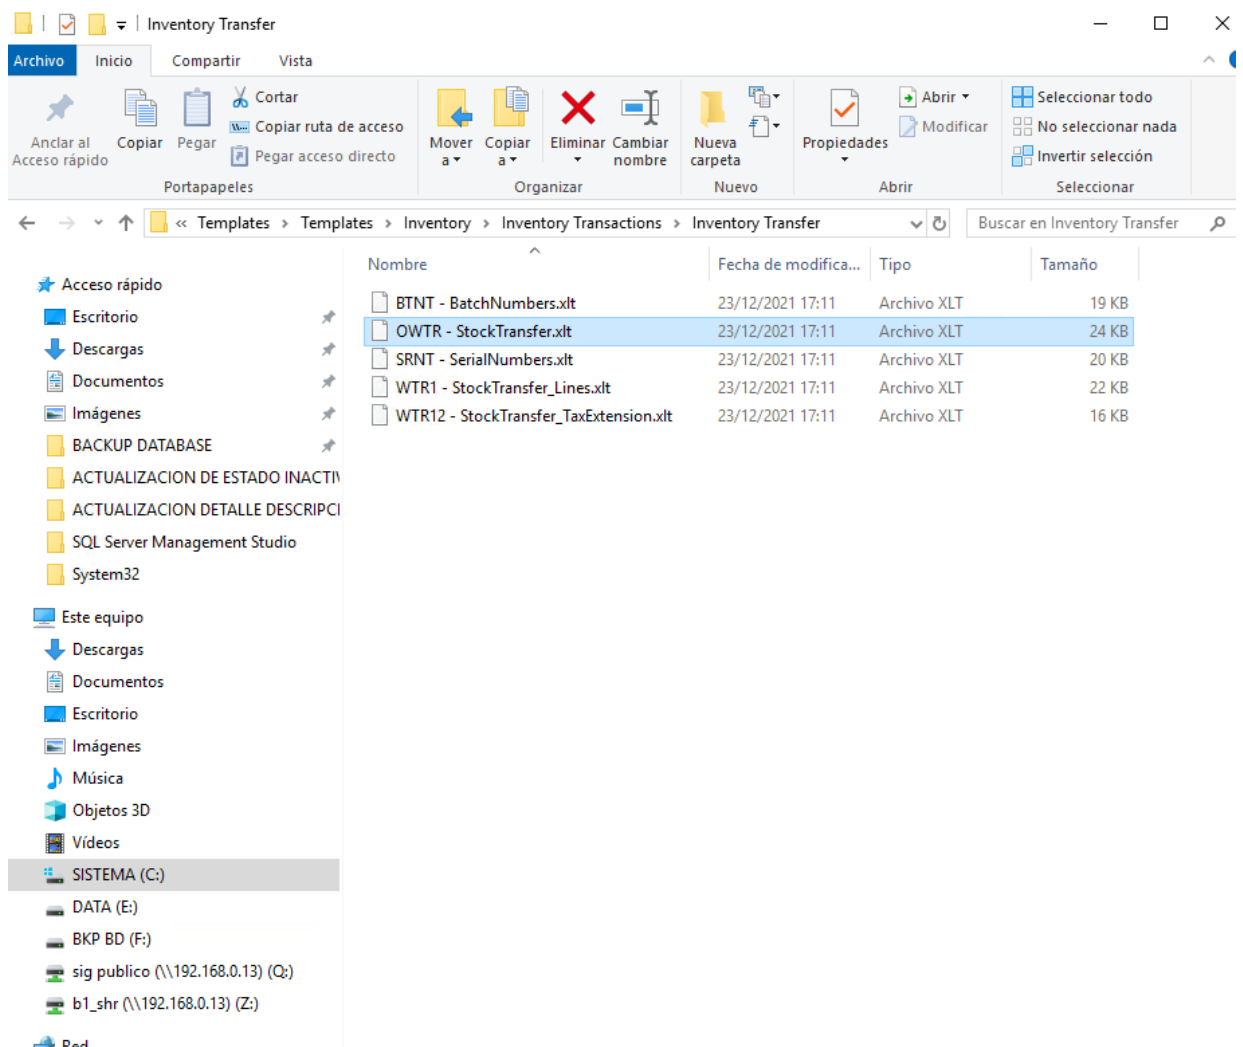 Inventory Transfer
Archivo Inicio Compartir Vista
Anclar al Acceso rápido
Copiar
Pegar
Cortar
Copiar ruta de acceso
Pegar acceso directo
Portapapeles
Mover a
Copiar a
Eliminar
Cambiar nombre
Organizar
Nueva carpeta
Nuevo
Propiedades
Abrir
Modificar
Abrir
Seleccionar todo
No seleccionar nada
Invertir selección
Seleccionar
« Templates > Templates > Inventory > Inventory Transactions > Inventory Transfer
Buscar en Inventory Transfer
Acceso rápido
Escritorio
Descargas
Documentos
Imágenes
BACKUP DATABASE
ACTUALIZACION DE ESTADO INACTIV
ACTUALIZACION DETALLE DESCRIPCI
SQL Server Management Studio
System32
Este equipo
Descargas
Documentos
Escritorio
Imágenes
Música
Objetos 3D
Vídeos
SISTEMA (C:)
DATA (E:)
BKP BD (F:)
sig publico (\\192.168.0.13) (Q:)
b1_shr (\\192.168.0.13) (Z:)
Red
Nombre Fecha de modifica... Tipo Tamaño
BTNT - BatchNumbers.xlt 23/12/2021 17:11 Archivo XLT 19 KB
OWTR - StockTransfer.xlt 23/12/2021 17:11 Archivo XLT 24 KB
SRNT - SerialNumbers.xlt 23/12/2021 17:11 Archivo XLT 20 KB
WTR1 - StockTransfer_Lines.xlt 23/12/2021 17:11 Archivo XLT 22 KB
WTR12 - StockTransfer_TaxExtension.xlt 23/12/2021 17:11 Archivo XLT 16 KB